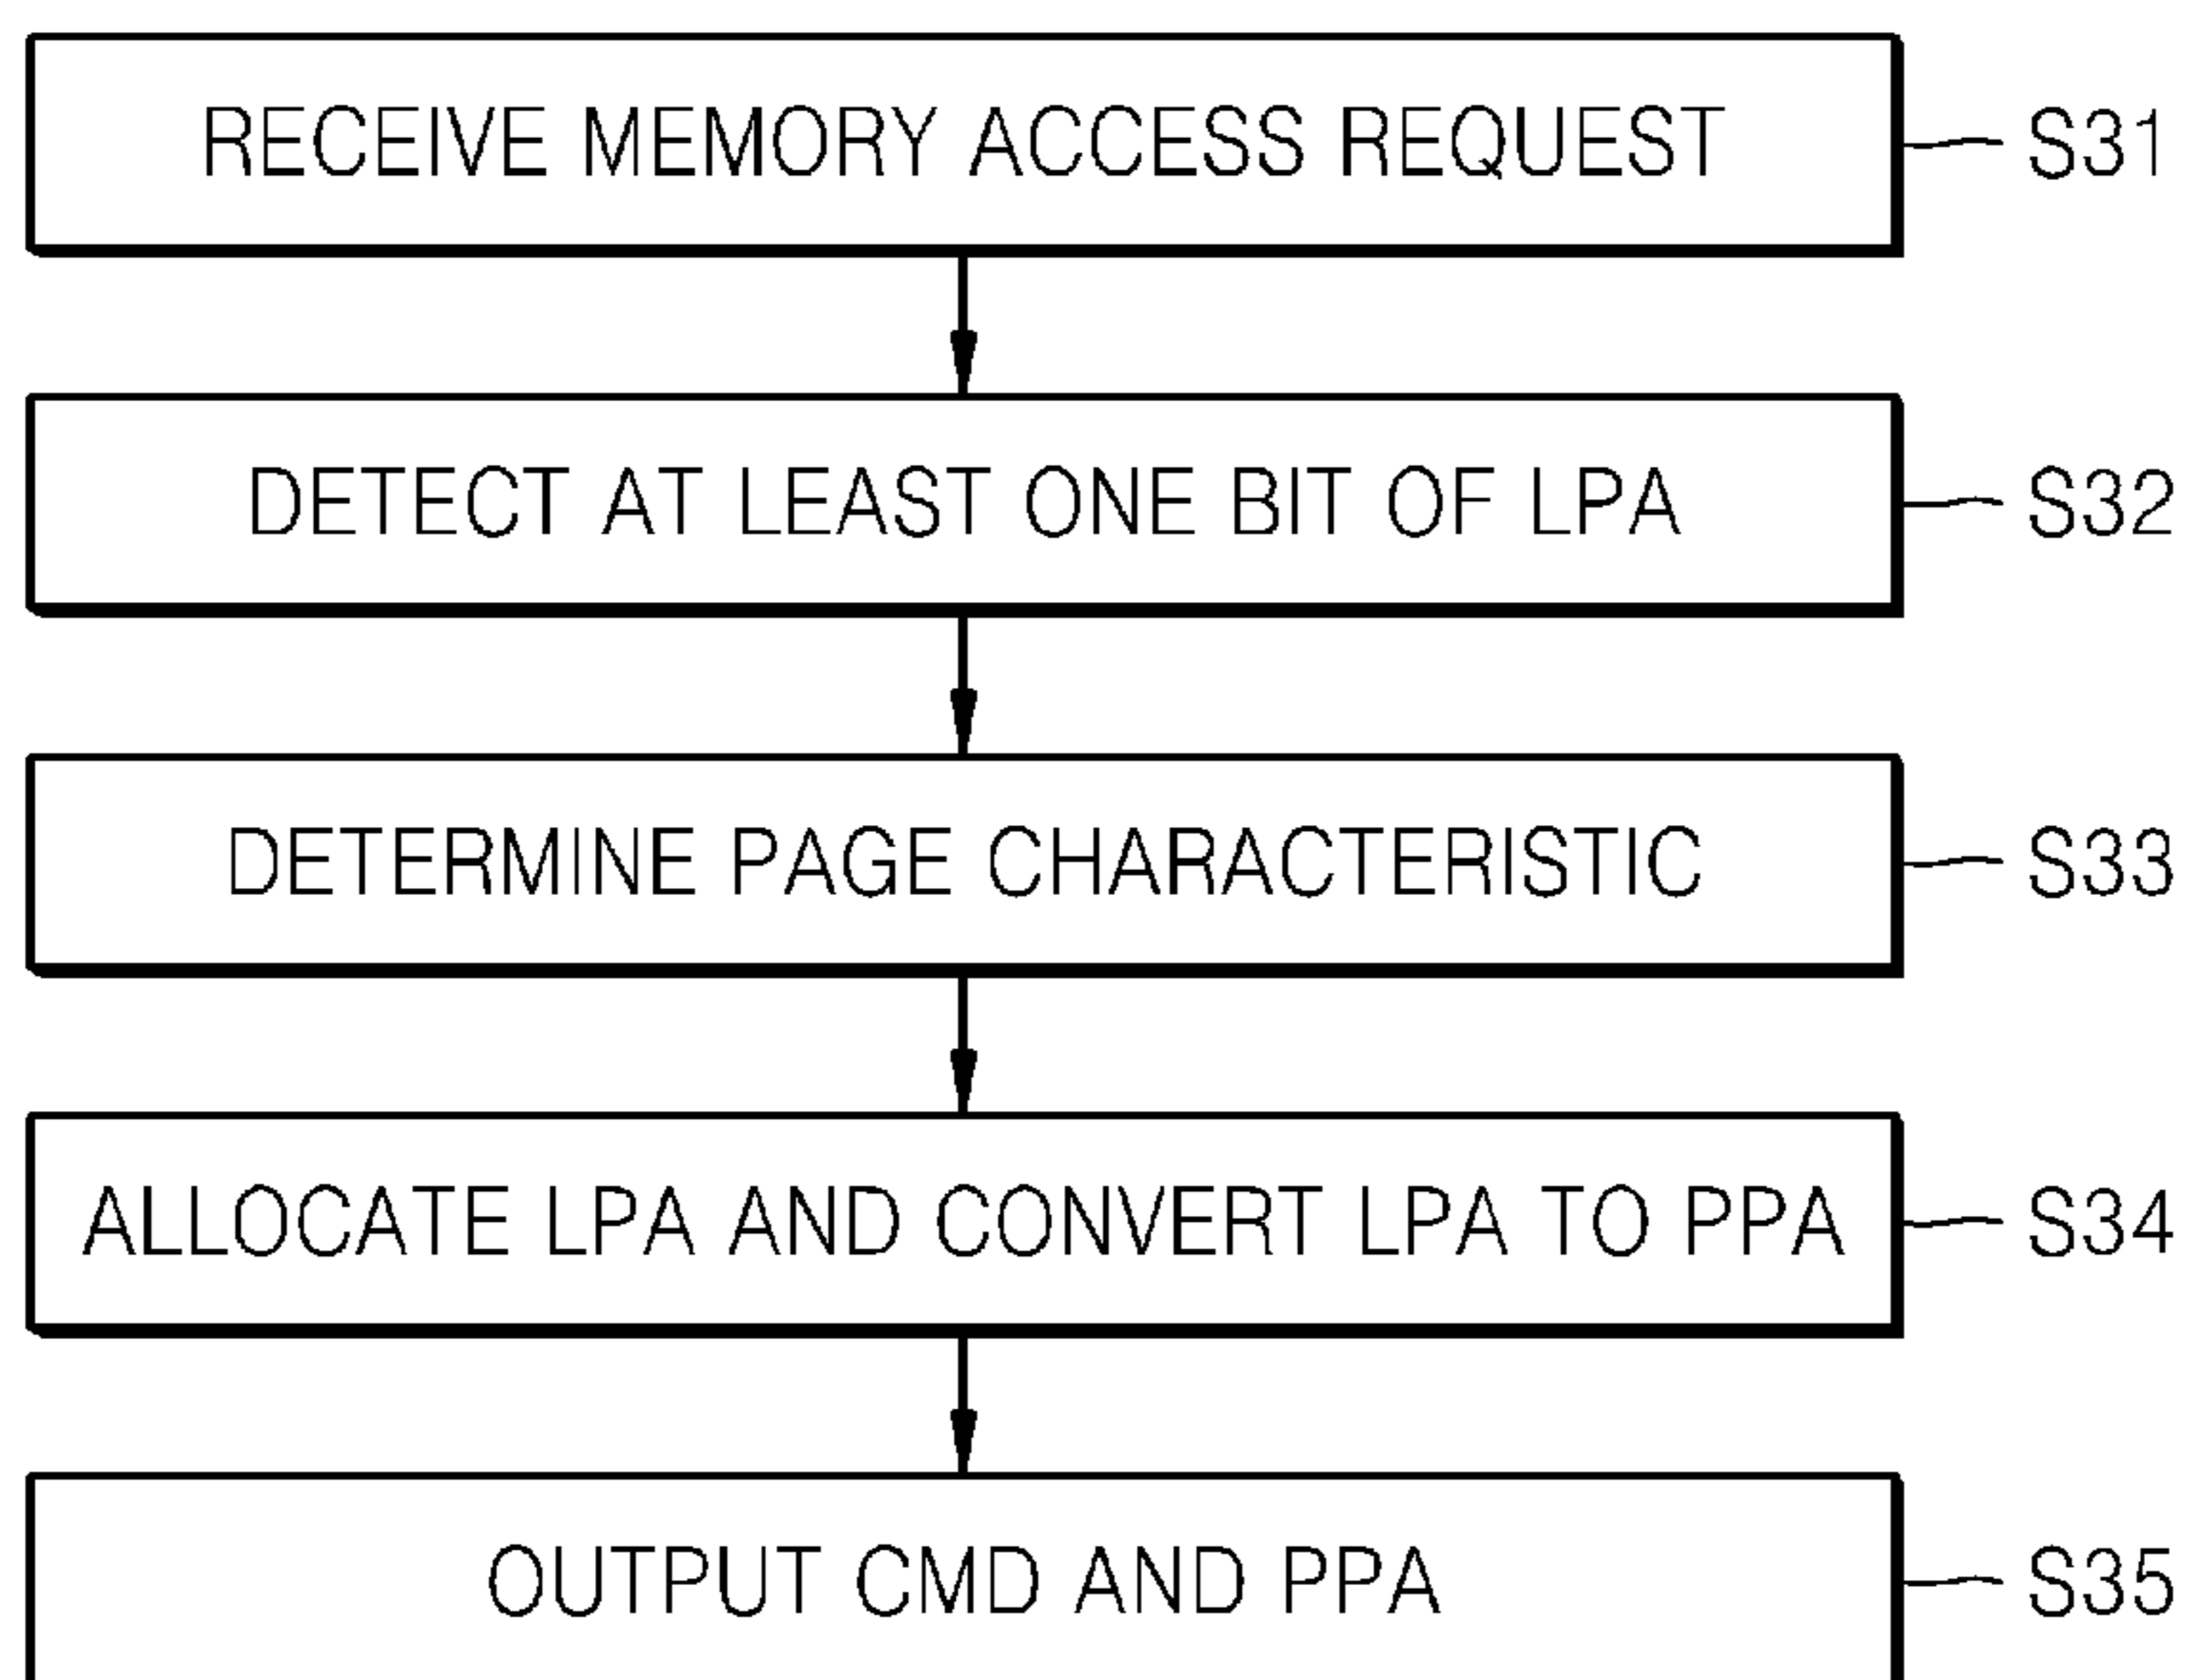 RECEIVE MEMORY ACCESS REQUEST S31
DETECT AT LEAST ONE BIT OF LPA S32
DETERMINE PAGE CHARACTERISTIC S33
ALLOCATE LPA AND CONVERT LPA TO PPA S34
OUTPUT CMD AND PPA S35